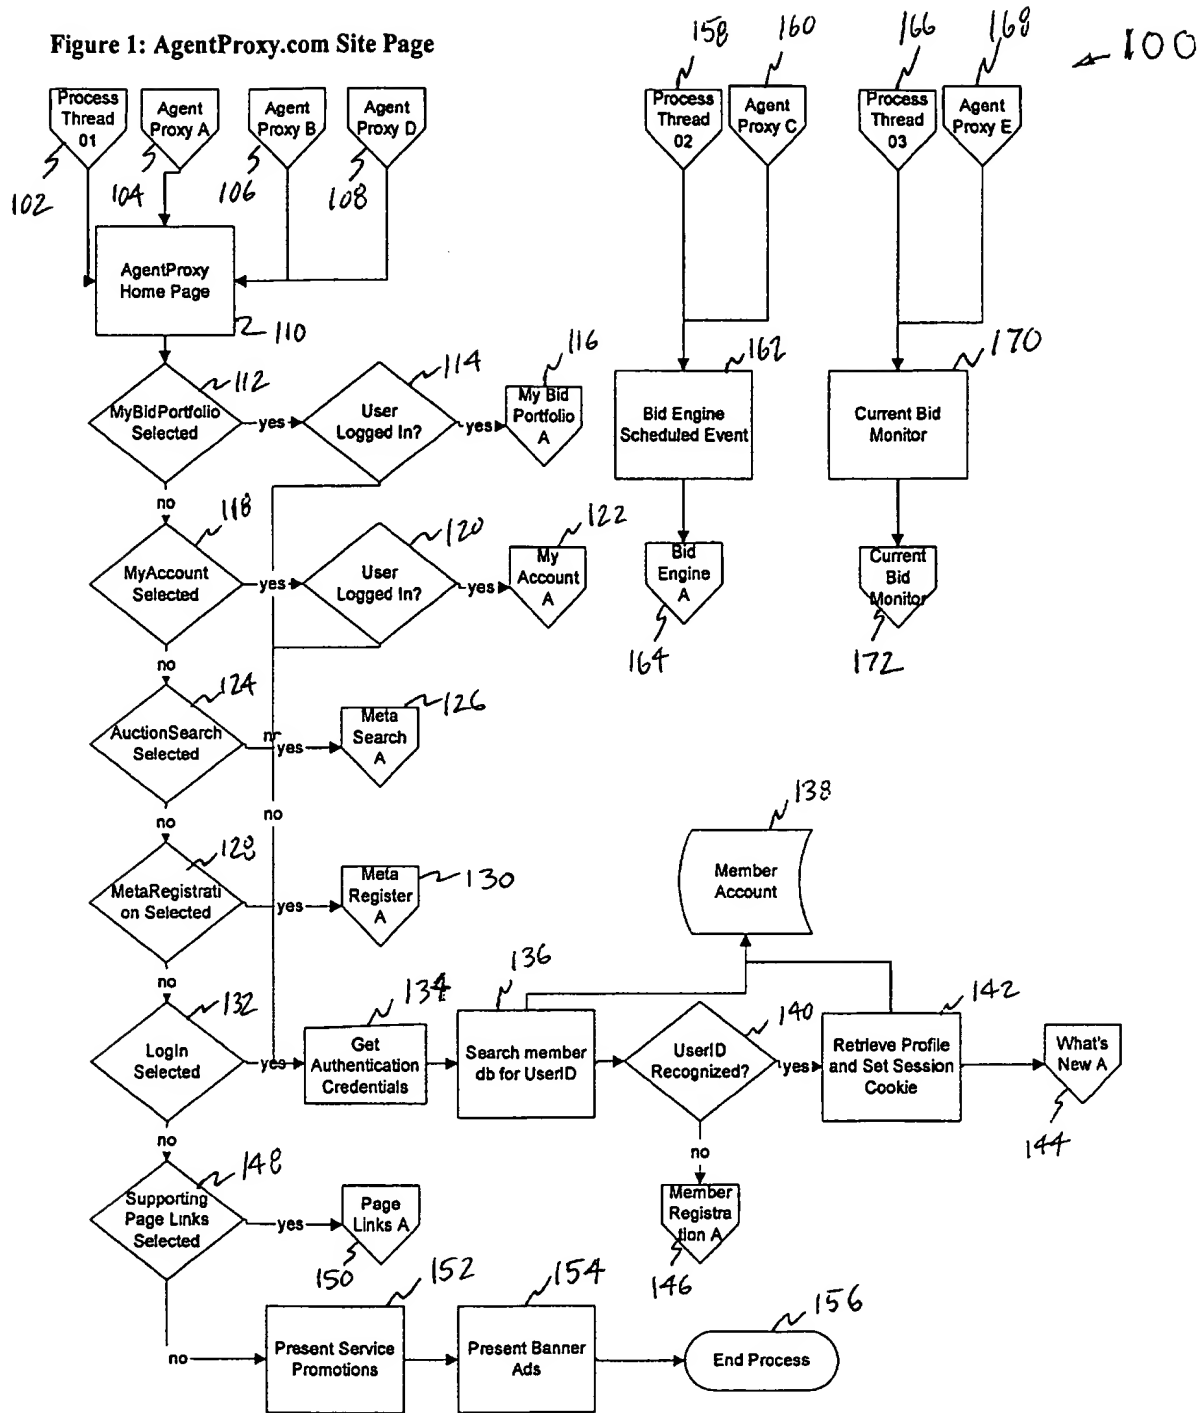 Figure 1: AgentProxy.com Site Page
100
158
160
166
168
Process
Thread
01
Agent
Proxy A
Agent
Proxy B
Agent
Proxy D
Process
Thread
02
Agent
Proxy C
Process
Thread
03
Agent
Proxy E
102
104
106
108
AgentProxy
Home Page
110
112
MyBidPortfolio
Selected
yes
114
User
Logged In?
yes
116
My Bid
Portfolio
A
162
Bid Engine
Scheduled Event
170
Current Bid
Monitor
no
118
MyAccount
Selected
yes
120
User
Logged In?
yes
122
My
Account
A
Bid
Engine
A
164
Current
Bid
Monitor
172
no
124
AuctionSearch
Selected
yes
126
Meta
Search
A
no
no
128
MetaRegistrati
on Selected
yes
Meta
Register
A
130
138
Member
Account
no
132
LogIn
Selected
yes
134
Get
Authentication
Credentials
136
Search member
db for UserID
140
UserID
Recognized?
yes
142
Retrieve Profile
and Set Session
Cookie
What's
New A
144
no
no
148
Supporting
Page Links
Selected
yes
Page
Links A
150
Member
Registra
tion A
146
no
152
Present Service
Promotions
154
Present Banner
Ads
156
End Process